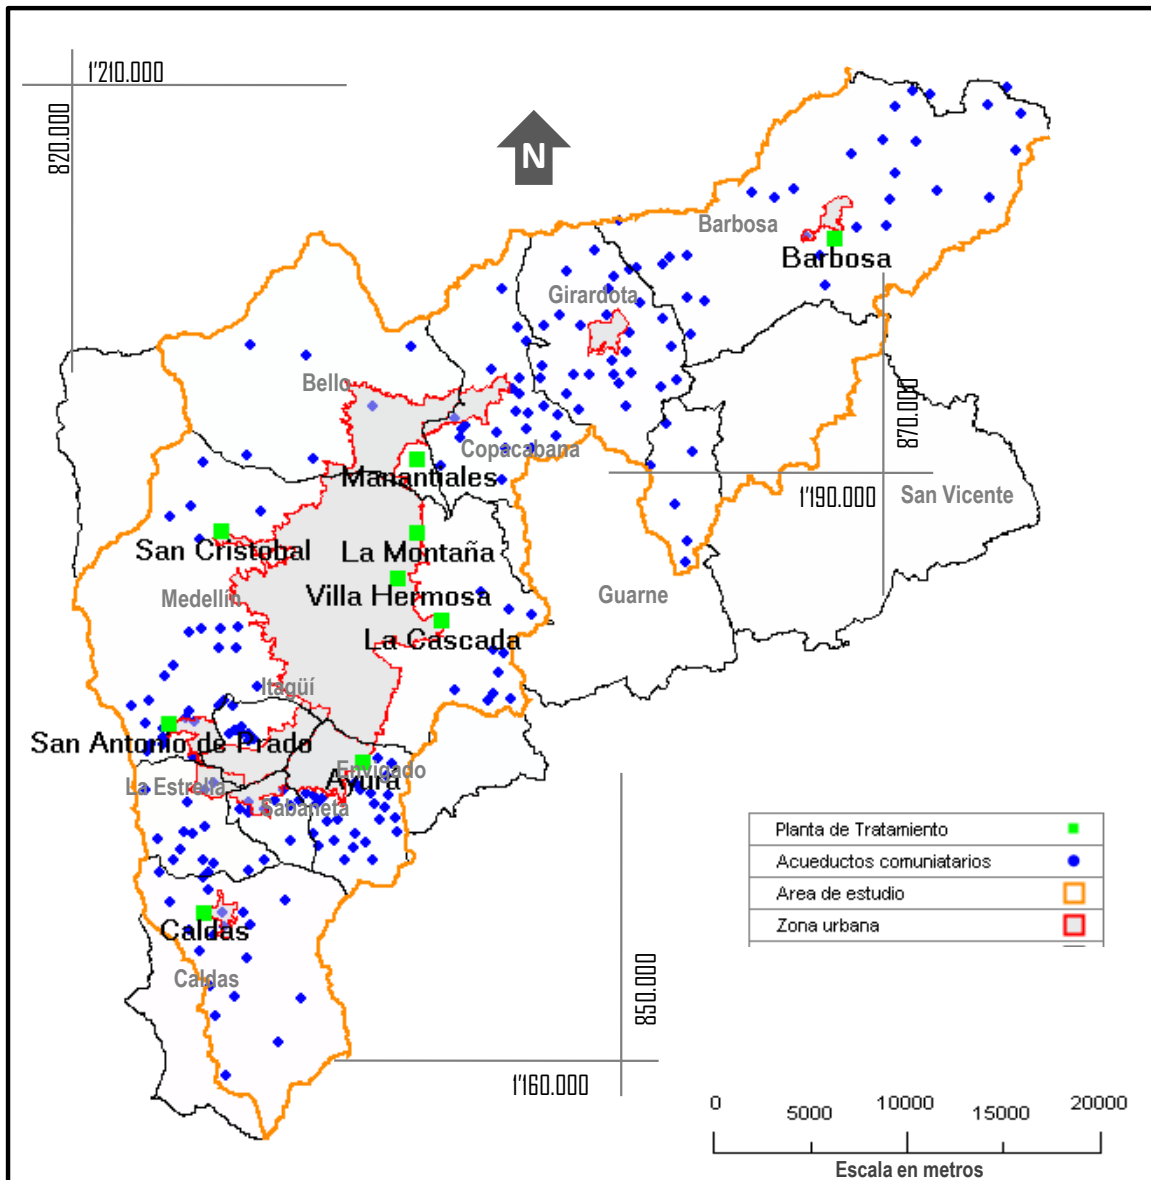 1'210.000
820.000
N
Barbosa
Barbosa
Girardota
Bello
870.000
Copacabana
Manantiales
1'190.000
San Vicente
San Cristobal
La Montaña
Medellín
Villa Hermosa
Guarne
La Cascada
Itagüí
San Antonio de Prado
Envigado
La Estrella
Ayura
Sabaneta
Planta de Tratamiento
Acueductos comuniatarios
Area de estudio
Zona urbana
Caldas
Caldas
850.000
1'160.000
0 5000 10000 15000 20000
Escala en metros